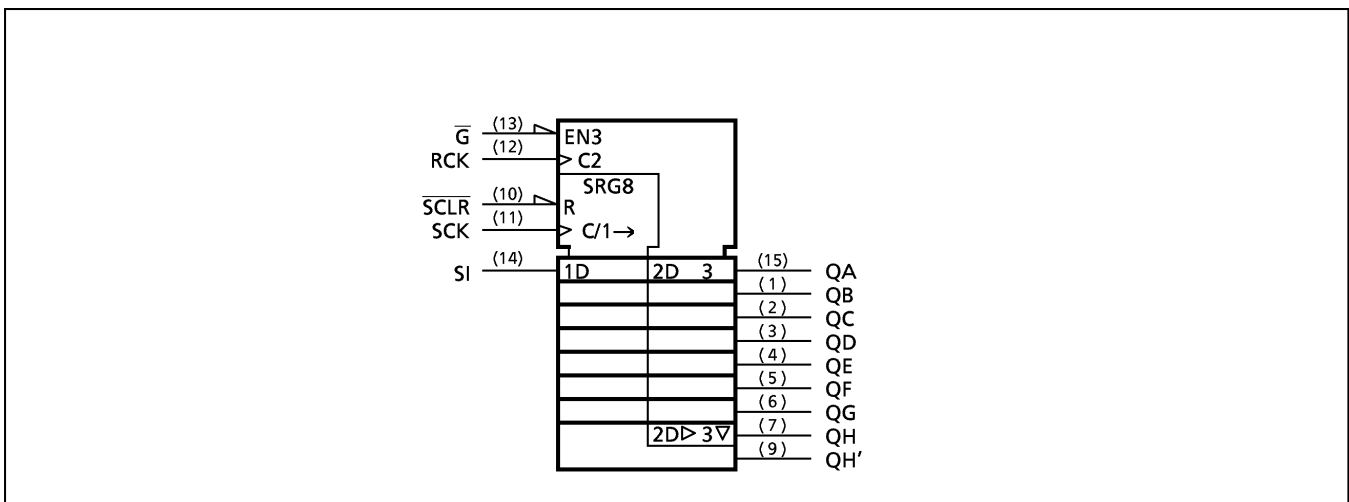 G̅ (13) EN3
RCK (12) C2
SRG8
S̅C̅L̅R̅ (10) R
SCK (11) C/1→
SI (14) 1D 2D 3 (15) QA
(1) QB
(2) QC
(3) QD
(4) QE
(5) QF
(6) QG
2D▷ 3▽ (7) QH
(9) QH′